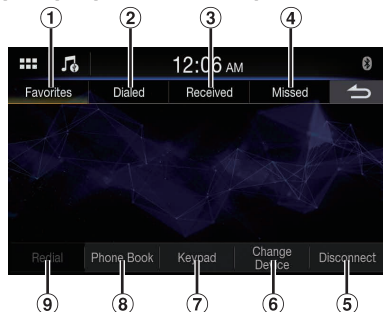 ① ② ③ ④
12:06 AM
Favorites Dialed Received Missed
Redial Phone Book Keypad Change Device Disconnect
⑨ ⑧ ⑦ ⑥ ⑤